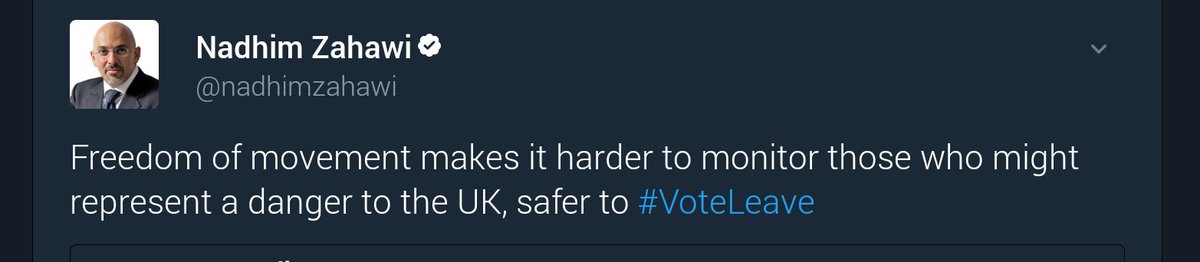 Nadhim Zahawi
@nadhimzahawi
Freedom of movement makes it harder to monitor those who might
represent a danger to the UK, safer to #VoteLeave